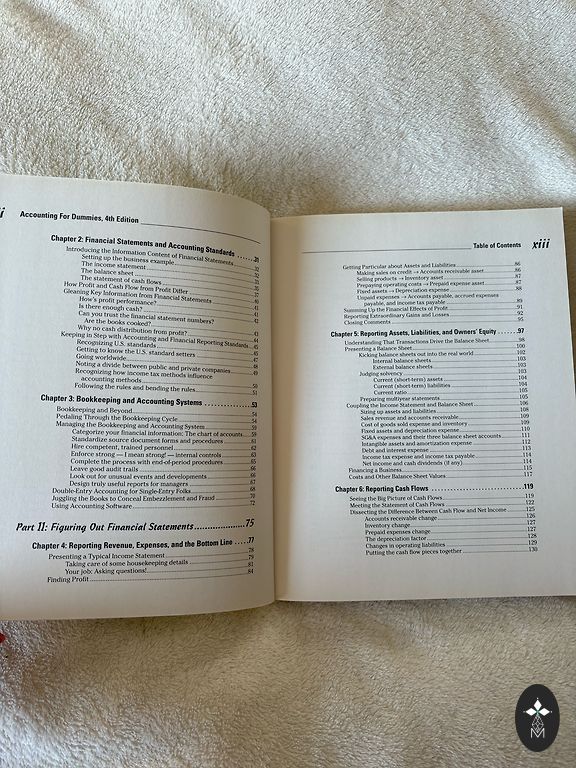 Accounting For Dummies, 4th Edition
Chapter 2: Financial Statements and Accounting Standards .......31
Introducing the Information Content of Financial Statements
Setting up the business example ..... 32
The income statement ..... 32
The balance sheet ..... 33
The statement of cash flows ..... 35
How Profit and Cash Flow from Profit Differ
Gleaning Key Information from Financial Statements
How's profit performance?
Is there enough cash?
Can you trust the financial statement numbers?
Are the books cooked?
Why no cash distribution from profit?
Keeping in Step with Accounting and Financial Reporting Standards
Recognizing U.S. standards
Getting to know the U.S. standard setters
Going worldwide
Noting a divide between public and private companies
Recognizing how income tax methods influence
accounting methods ..... 50
Following the rules and bending the rules ..... 51
Chapter 3: Bookkeeping and Accounting Systems .......53
Bookkeeping and Beyond ..... 54
Pedaling Through the Bookkeeping Cycle
Managing the Bookkeeping and Accounting System
Categorize your financial information: The chart of accounts.....59
Standardize source document forms and procedures ..... 61
Hire competent, trained personnel ..... 62
Enforce strong — I mean strong! — internal controls ..... 63
Complete the process with end-of-period procedures ..... 65
Leave good audit trails ..... 66
Look out for unusual events and developments ..... 66
Design truly useful reports for managers ..... 67
Double-Entry Accounting for Single-Entry Folks ..... 68
Juggling the Books to Conceal Embezzlement and Fraud ..... 70
Using Accounting Software ..... 72
Part II: Figuring Out Financial Statements.......75
Chapter 4: Reporting Revenue, Expenses, and the Bottom Line .....77
Presenting a Typical Income Statement ..... 78
Taking care of some housekeeping details ..... 79
Your job: Asking questions! ..... 81
Finding Profit ..... 84
Table of Contents xiii
Getting Particular about Assets and Liabilities ..... 86
Making sales on credit → Accounts receivable asset ..... 86
Selling products → Inventory asset ..... 87
Prepaying operating costs → Prepaid expense asset ..... 87
Fixed assets → Depreciation expense ..... 88
Unpaid expenses → Accounts payable, accrued expenses
payable, and income tax payable ..... 89
Summing Up the Financial Effects of Profit ..... 91
Reporting Extraordinary Gains and Losses ..... 92
Closing Comments ..... 95
Chapter 5: Reporting Assets, Liabilities, and Owners' Equity .......97
Understanding That Transactions Drive the Balance Sheet ..... 98
Presenting a Balance Sheet ..... 100
Kicking balance sheets out into the real world ..... 102
Internal balance sheets ..... 103
External balance sheets ..... 103
Judging solvency ..... 103
Current (short-term) assets ..... 104
Current (short-term) liabilities ..... 104
Current ratio ..... 105
Preparing multiyear statements ..... 105
Coupling the Income Statement and Balance Sheet ..... 106
Sizing up assets and liabilities ..... 108
Sales revenue and accounts receivable ..... 109
Cost of goods sold expense and inventory ..... 109
Fixed assets and depreciation expense ..... 110
SG&A expenses and their three balance sheet accounts ..... 111
Intangible assets and amortization expense ..... 112
Debt and interest expense ..... 113
Income tax expense and income tax payable ..... 114
Net income and cash dividends (if any) ..... 114
Financing a Business ..... 115
Costs and Other Balance Sheet Values ..... 117
Chapter 6: Reporting Cash Flows .......119
Seeing the Big Picture of Cash Flows ..... 119
Meeting the Statement of Cash Flows ..... 122
Dissecting the Difference Between Cash Flow and Net Income ..... 125
Accounts receivable change ..... 126
Inventory change ..... 127
Prepaid expenses change ..... 127
The depreciation factor ..... 128
Changes in operating liabilities ..... 129
Putting the cash flow pieces together ..... 130